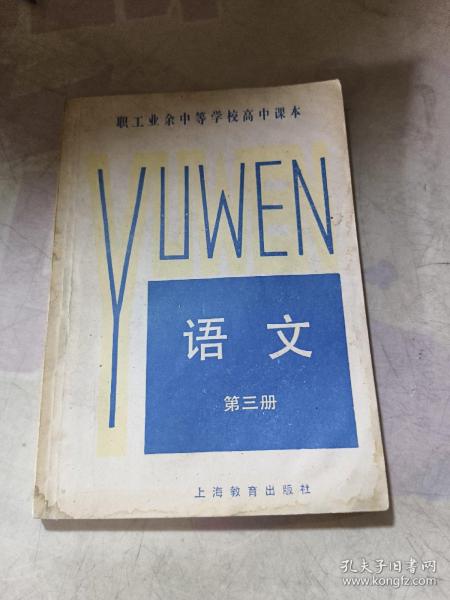 职工业余中等学校高中课本
YUWEN
语文
第三册
上海教育出版社
孔夫子旧书网
www.kongfz.com